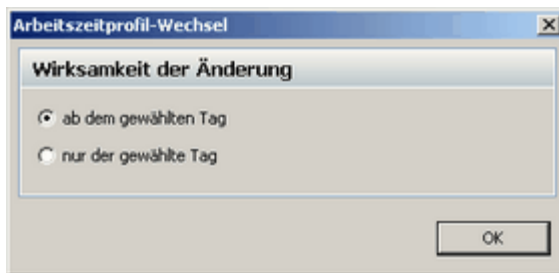 Arbeitszeitprofil-Wechsel
Wirksamkeit der Änderung
ab dem gewählten Tag
nur der gewählte Tag
OK